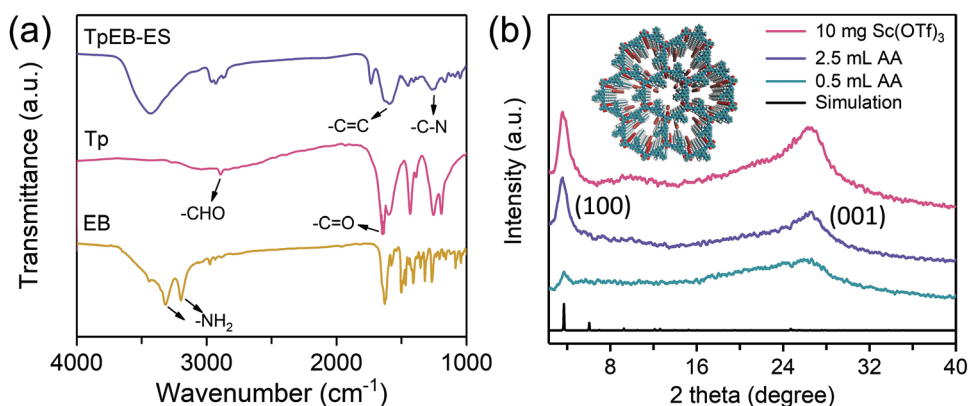 (a)
TpEB-ES
-C=C
-C-N
Tp
-CHO
-C=O
EB
-NH₂
Transmittance (a.u.)
4000 3000 2000 1000
Wavenumber (cm⁻¹)
(b)
10 mg Sc(OTf)₃
2.5 mL AA
0.5 mL AA
Simulation
(100)
(001)
Intensity (a.u.)
8 16 24 32 40
2 theta (degree)